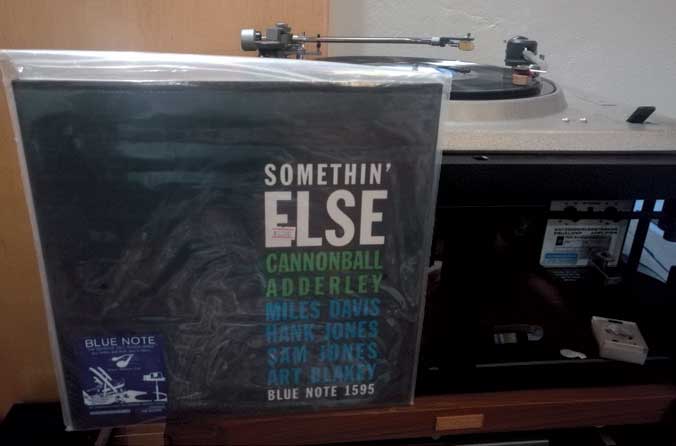 SOMETHIN'
ELSE
CANNONBALL
ADDERLEY
MILES DAVIS
HANK JONES
SAM JONES
ART BLAKEY
BLUE NOTE 1595
BLUE NOTE